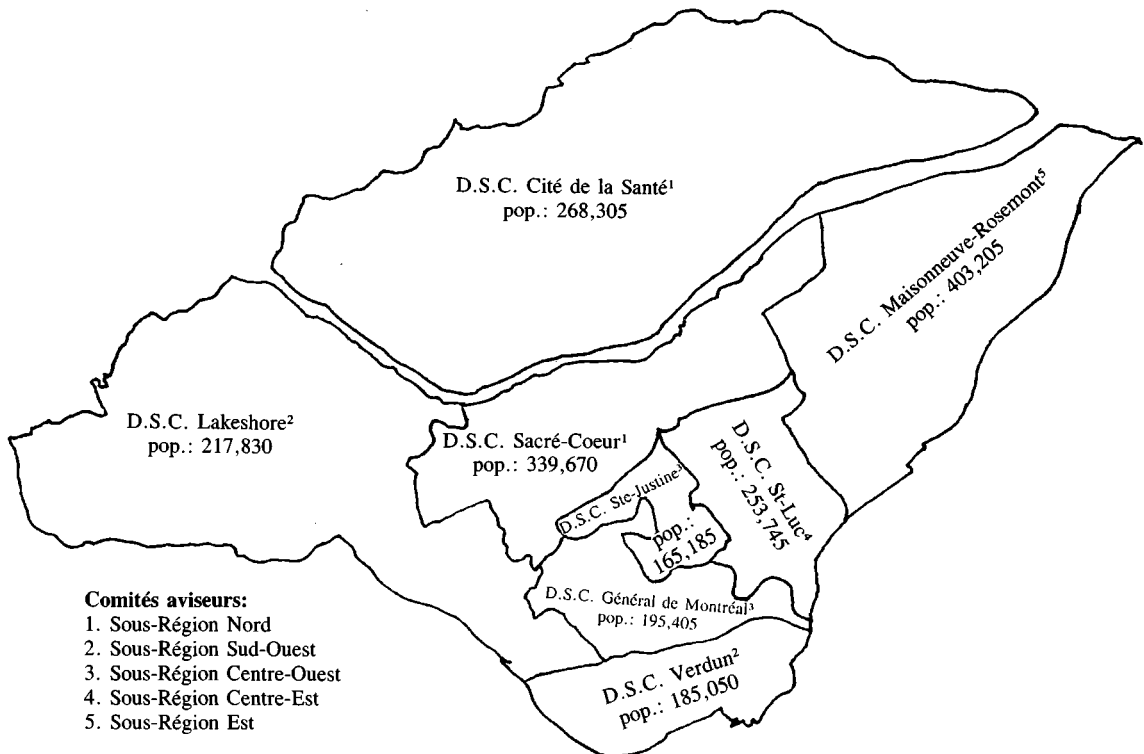 D.S.C. Cité de la Santé¹
pop.: 268,305
D.S.C. Maisonneuve-Rosemont⁵
pop.: 403,205
D.S.C. Lakeshore²
pop.: 217,830
D.S.C. Sacré-Coeur¹
pop.: 339,670
D.S.C. Ste-Justine³
pop.:
165,185
D.S.C. St-Luc⁴
pop.: 253,745
D.S.C. Général de Montréal³
pop.: 195,405
D.S.C. Verdun²
pop.: 185,050
Comités aviseurs:
1. Sous-Région Nord
2. Sous-Région Sud-Ouest
3. Sous-Région Centre-Ouest
4. Sous-Région Centre-Est
5. Sous-Région Est